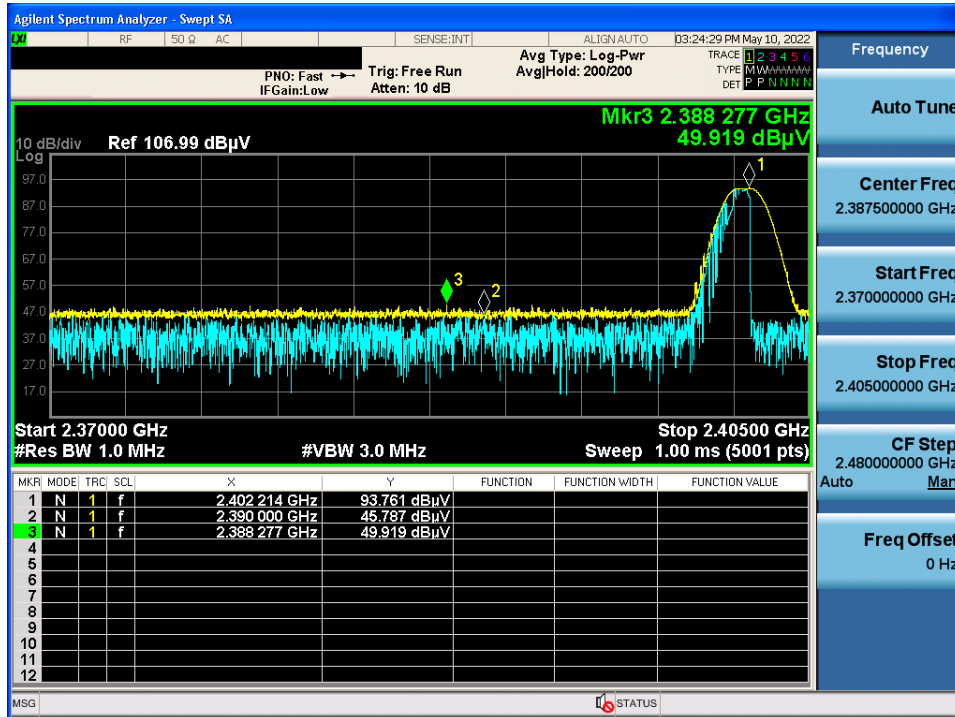 Agilent Spectrum Analyzer - Swept SA
LXI RF 50 Ω AC SENSE:INT ALIGN AUTO 03:24:29 PM May 10, 2022
PNO: Fast Trig: Free Run Avg Type: Log-Pwr TRACE 1 2 3 4 5 6
IFGain:Low Atten: 10 dB Avg|Hold: 200/200 TYPE M W W W W W
DET P P N N N N
Mkr3 2.388 277 GHz
49.919 dBµV
10 dB/div Ref 106.99 dBµV
Log
97.0
87.0
77.0
67.0
57.0
47.0
37.0
27.0
17.0
1
3
2
Start 2.37000 GHz Stop 2.40500 GHz
#Res BW 1.0 MHz #VBW 3.0 MHz Sweep 1.00 ms (5001 pts)
MKR MODE TRC SCL X Y FUNCTION FUNCTION WIDTH FUNCTION VALUE
1 N 1 f 2.402 214 GHz 93.761 dBµV
2 N 1 f 2.390 000 GHz 45.787 dBµV
3 N 1 f 2.388 277 GHz 49.919 dBµV
4
5
6
7
8
9
10
11
12
MSG STATUS
Frequency
Auto Tune
Center Freq
2.387500000 GHz
Start Freq
2.370000000 GHz
Stop Freq
2.405000000 GHz
CF Step
2.480000000 GHz
Auto Man
Freq Offset
0 Hz